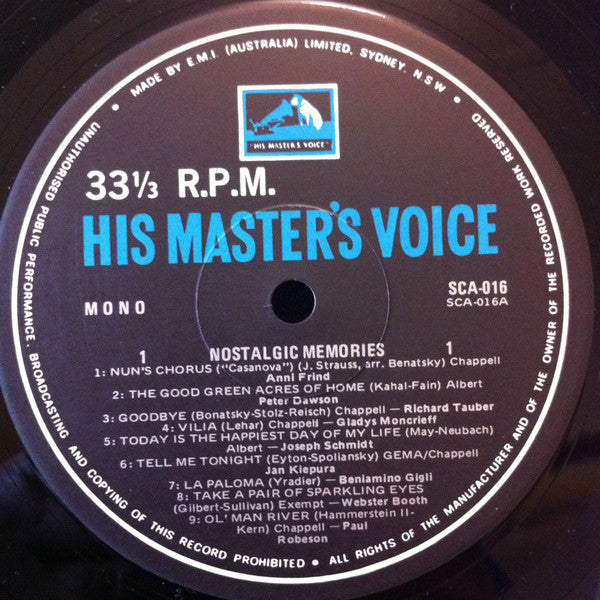 MADE BY E.M.I. (AUSTRALIA) LIMITED, SYDNEY, N.S.W ●
"HIS MASTER'S VOICE"
33⅓ R.P.M.
HIS MASTER'S VOICE
MONO
SCA-016
SCA-016A
1 NOSTALGIC MEMORIES 1
1: NUN'S CHORUS ("Casanova") (J. Strauss, arr. Benatsky) Chappell
Anni Frind
2: THE GOOD GREEN ACRES OF HOME (Kahal-Fain) Albert
Peter Dawson
3: GOODBYE (Bonatsky-Stolz-Reisch) Chappell — Richard Tauber
4: VILIA (Lehar) Chappell — Gladys Moncrieff
5: TODAY IS THE HAPPIEST DAY OF MY LIFE (May-Neubach)
Albert — Joseph Schmidt
6: TELL ME TONIGHT (Eyton-Spoliansky) GEMA/Chappell
Jan Kiepura
7: LA PALOMA (Yradier) — Beniamino Gigli
8: TAKE A PAIR OF SPARKLING EYES
(Gilbert-Sullivan) Exempt — Webster Booth
9: OL' MAN RIVER (Hammerstein II-
Kern) Chappell — Paul
Robeson
UNAUTHORISED PUBLIC PERFORMANCE, BROADCASTING AND COPYING OF THIS RECORD PROHIBITED ● ALL RIGHTS OF THE MANUFACTURER AND OF THE OWNER OF THE RECORDED WORK RESERVED ●